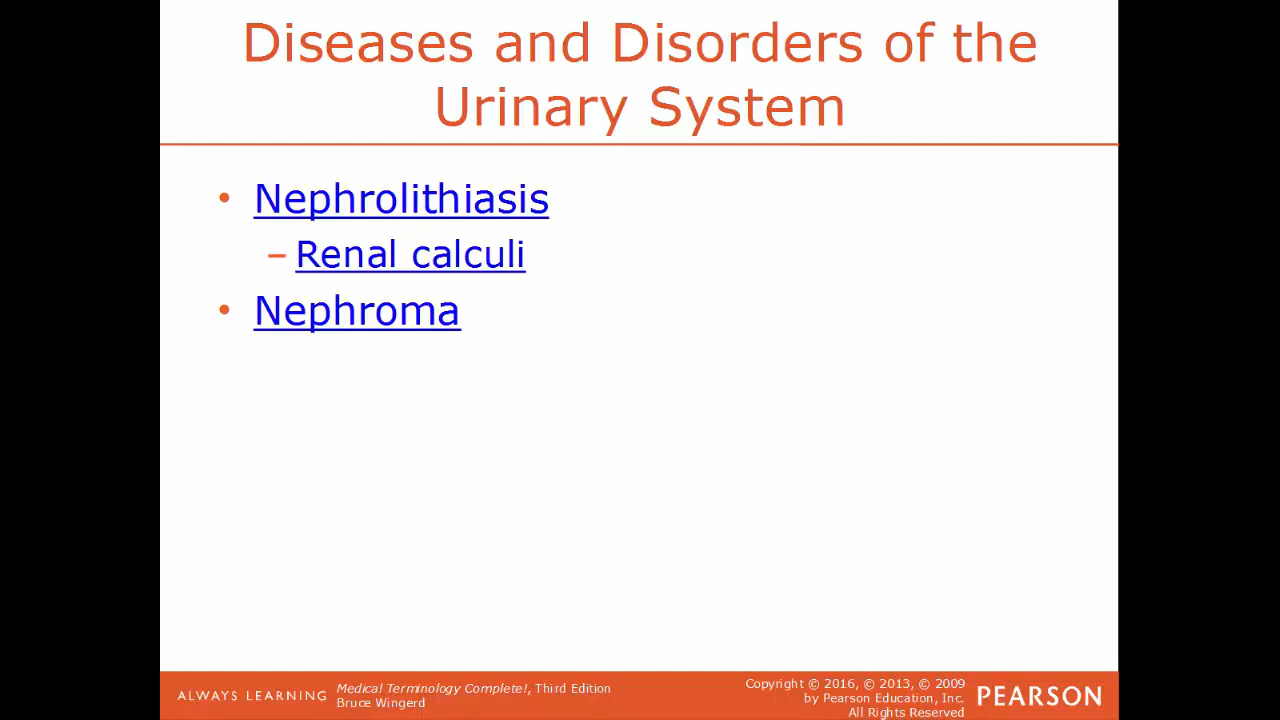 Diseases and Disorders of the
Urinary System
• Nephrolithiasis
– Renal calculi
• Nephroma
ALWAYS LEARNING
Medical Terminology Complete!, Third Edition
Bruce Wingerd
Copyright © 2016, © 2013, © 2009
by Pearson Education, Inc.
All Rights Reserved
PEARSON